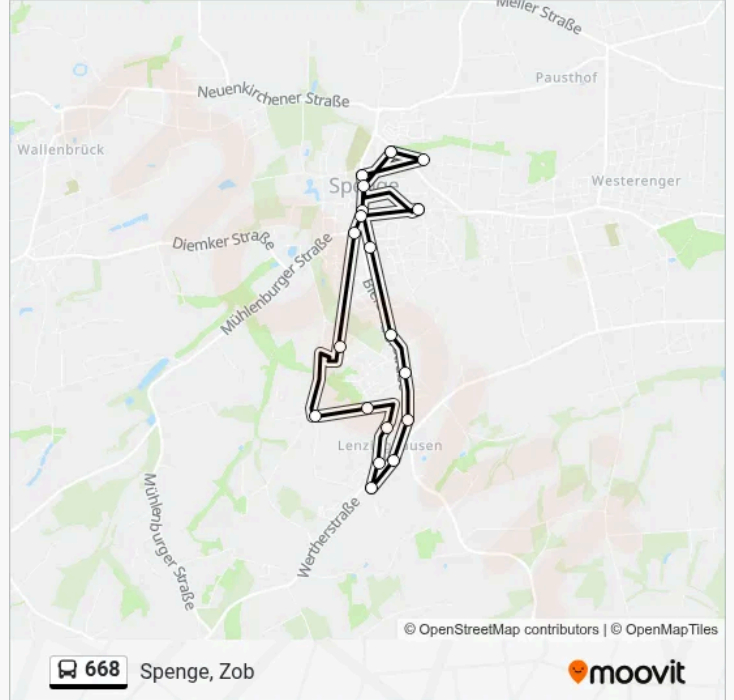 Meller Straße
Pausthof
Neuenkirchener Straße
Wallenbrück
Westerenger
Spenge
Diemker Straße
Mühlenburger Straße
Lenzinghausen
Mühlenburger Straße
Wertherstraße
© OpenStreetMap contributors | © OpenMapTiles
668 Spenge, Zob
moovit